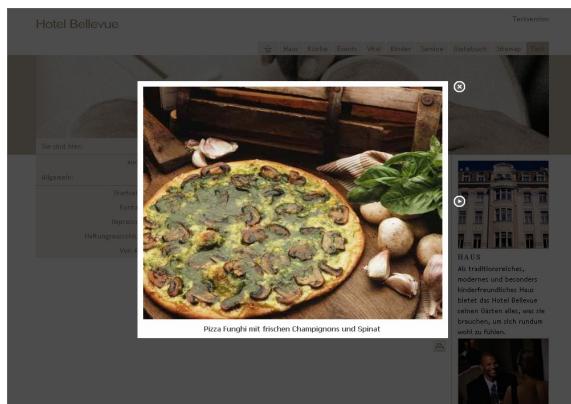 Hotel Bellevue
Textversion
Haus Küche Events Vital Kinder Service Gästebuch Sitemap
Sie sind hier:
Allgemein:
HAUS
Als traditionsreiches,
modernes und besonders
kinderfreundliches Haus
bietet das Hotel Bellevue
seinen Gästen alles, was sie
brauchen, um sich rundum
wohl zu fühlen.
Pizza Funghi mit frischen Champignons und Spinat